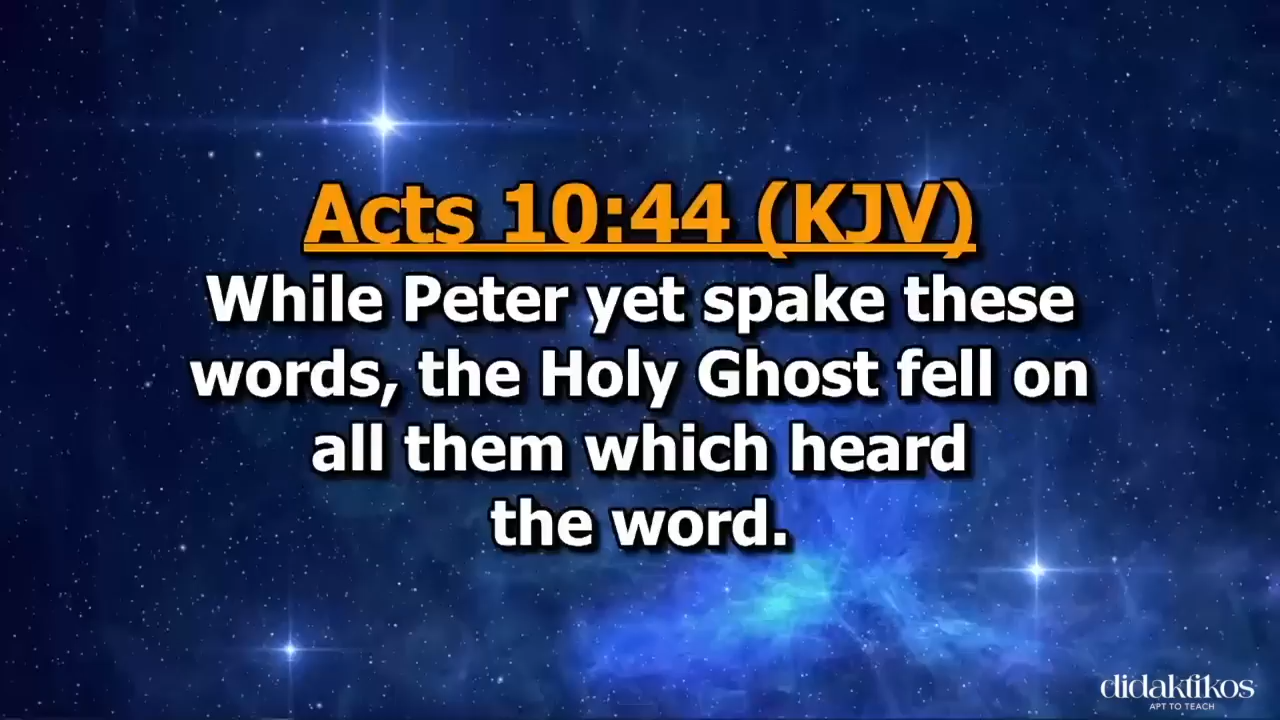 Acts 10:44 (KJV)
While Peter yet spake these
words, the Holy Ghost fell on
all them which heard
the word.
didaktikos
APT TO TEACH